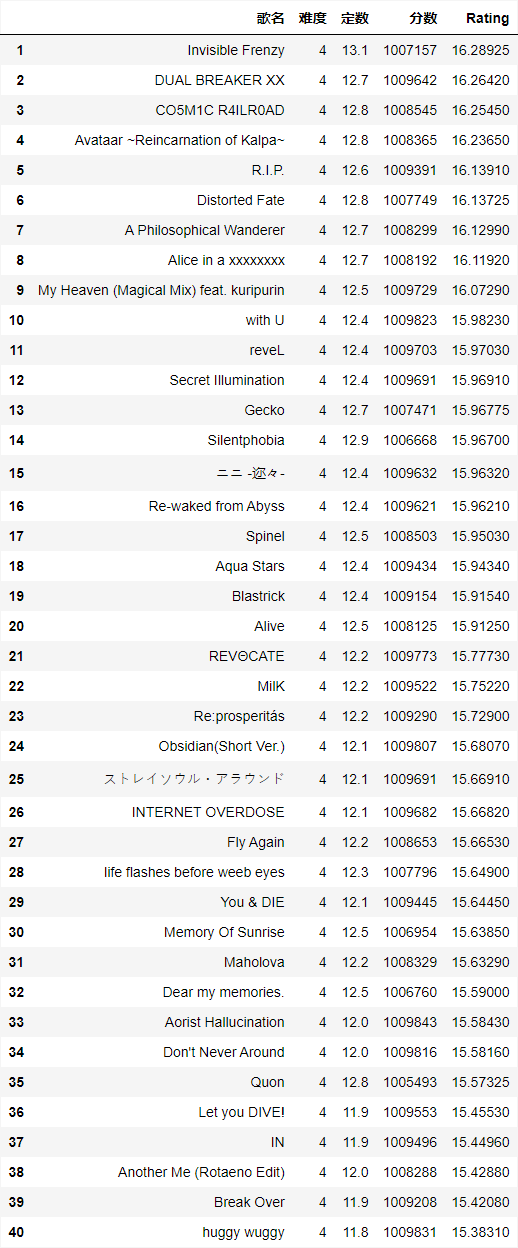 歌名 难度 定数 分数 Rating
1 Invisible Frenzy 4 13.1 1007157 16.28925
2 DUAL BREAKER XX 4 12.7 1009642 16.26420
3 CO5M1C R4ILR0AD 4 12.8 1008545 16.25450
4 Avataar ~Reincarnation of Kalpa~ 4 12.8 1008365 16.23650
5 R.I.P. 4 12.6 1009391 16.13910
6 Distorted Fate 4 12.8 1007749 16.13725
7 A Philosophical Wanderer 4 12.7 1008299 16.12990
8 Alice in a xxxxxxxx 4 12.7 1008192 16.11920
9 My Heaven (Magical Mix) feat. kuripurin 4 12.5 1009729 16.07290
10 with U 4 12.4 1009823 15.98230
11 reveL 4 12.4 1009703 15.97030
12 Secret Illumination 4 12.4 1009691 15.96910
13 Gecko 4 12.7 1007471 15.96775
14 Silentphobia 4 12.9 1006668 15.96700
15 ニニ -迩々- 4 12.4 1009632 15.96320
16 Re-waked from Abyss 4 12.4 1009621 15.96210
17 Spinel 4 12.5 1008503 15.95030
18 Aqua Stars 4 12.4 1009434 15.94340
19 Blastrick 4 12.4 1009154 15.91540
20 Alive 4 12.5 1008125 15.91250
21 REVΘCATE 4 12.2 1009773 15.77730
22 MilK 4 12.2 1009522 15.75220
23 Re:prosperitás 4 12.2 1009290 15.72900
24 Obsidian(Short Ver.) 4 12.1 1009807 15.68070
25 ストレイソウル・アラウンド 4 12.1 1009691 15.66910
26 INTERNET OVERDOSE 4 12.1 1009682 15.66820
27 Fly Again 4 12.2 1008653 15.66530
28 life flashes before weeb eyes 4 12.3 1007796 15.64900
29 You & DIE 4 12.1 1009445 15.64450
30 Memory Of Sunrise 4 12.5 1006954 15.63850
31 Maholova 4 12.2 1008329 15.63290
32 Dear my memories. 4 12.5 1006760 15.59000
33 Aorist Hallucination 4 12.0 1009843 15.58430
34 Don't Never Around 4 12.0 1009816 15.58160
35 Quon 4 12.8 1005493 15.57325
36 Let you DIVE! 4 11.9 1009553 15.45530
37 IN 4 11.9 1009496 15.44960
38 Another Me (Rotaeno Edit) 4 12.0 1008288 15.42880
39 Break Over 4 11.9 1009208 15.42080
40 huggy wuggy 4 11.8 1009831 15.38310